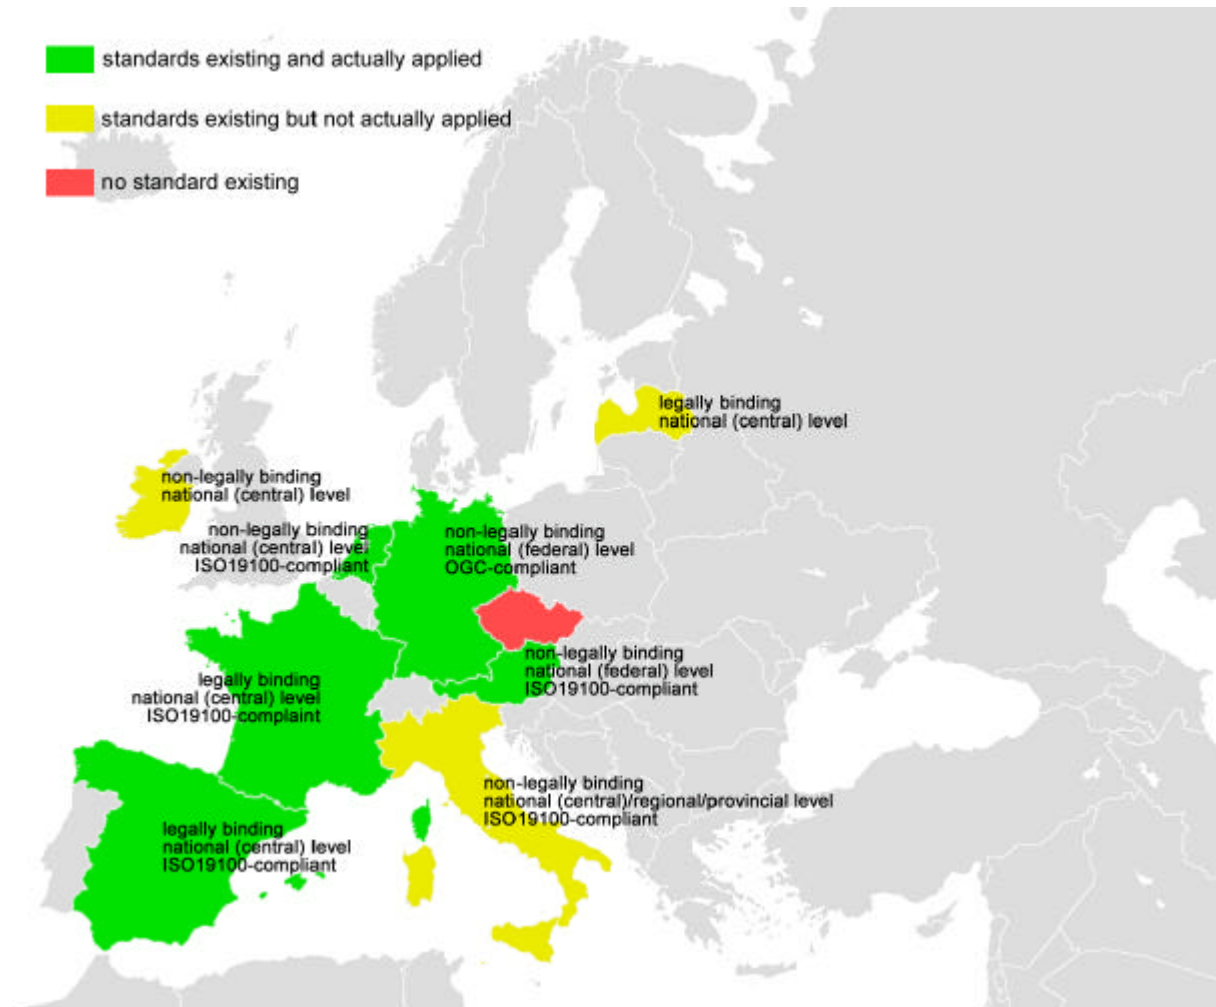 standards existing and actually applied
standards existing but not actually applied
no standard existing
legally binding
national (central) level
non-legally binding
national (central) level
non-legally binding
national (central) level
ISO19100-compliant
non-legally binding
national (federal) level
OGC-compliant
non-legally binding
national (federal) level
ISO19100-compliant
legally binding
national (central) level
ISO19100-complaint
non-legally binding
national (central)/regional/provincial level
ISO19100-compliant
legally binding
national (central) level
ISO19100-compliant